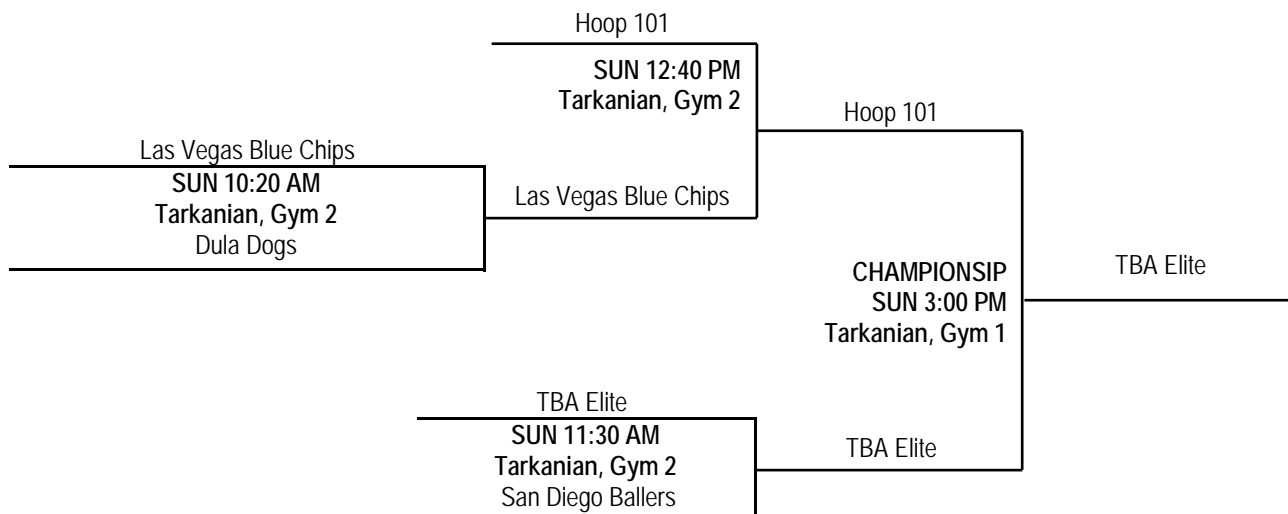 Hoop 101
SUN 12:40 PM
Tarkanian, Gym 2
Hoop 101
Las Vegas Blue Chips
SUN 10:20 AM
Tarkanian, Gym 2
Dula Dogs
Las Vegas Blue Chips
CHAMPIONSIP
SUN 3:00 PM
Tarkanian, Gym 1
TBA Elite
TBA Elite
SUN 11:30 AM
Tarkanian, Gym 2
San Diego Ballers
TBA Elite